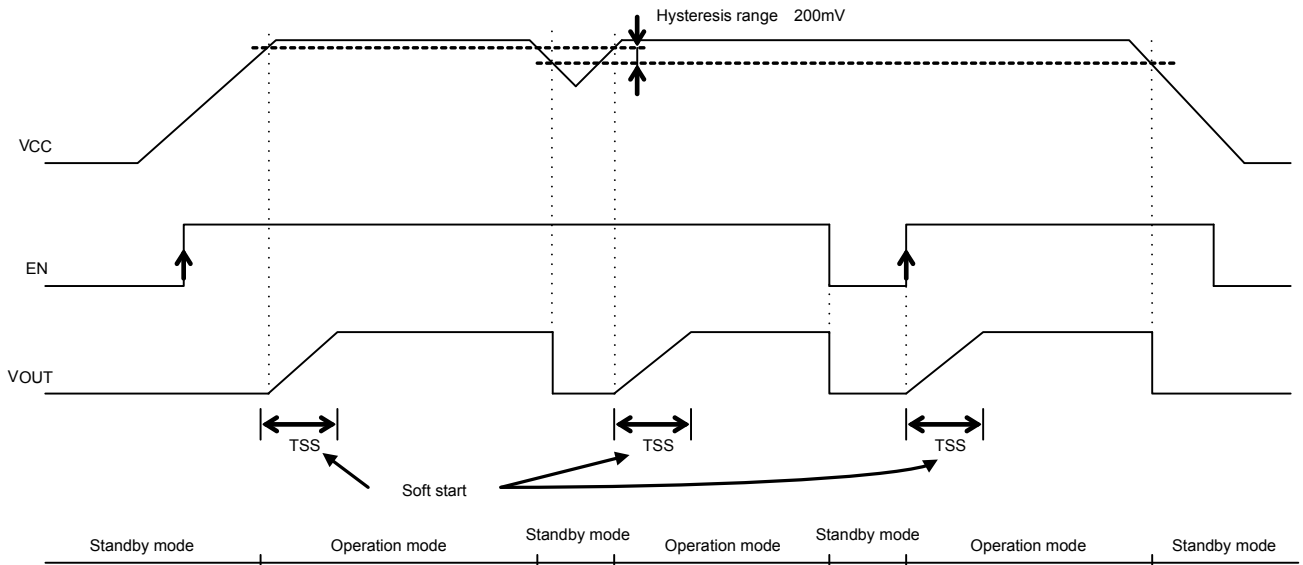 Hysteresis range 200mV
VCC
EN
VOUT
TSS
TSS
TSS
Soft start
Standby mode
Operation mode
Standby mode
Operation mode
Standby mode
Operation mode
Standby mode